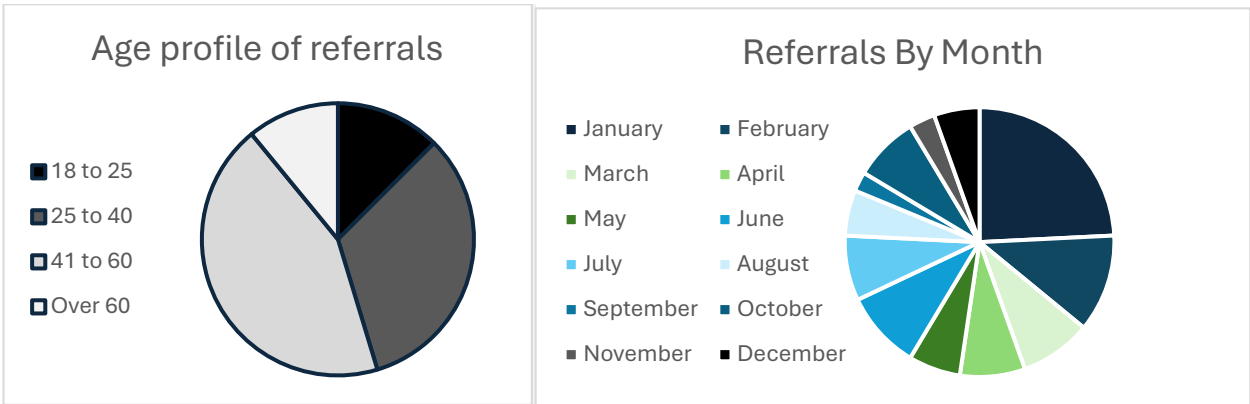 Age profile of referrals
18 to 25
25 to 40
41 to 60
Over 60
Referrals By Month
January February
March April
May June
July August
September October
November December